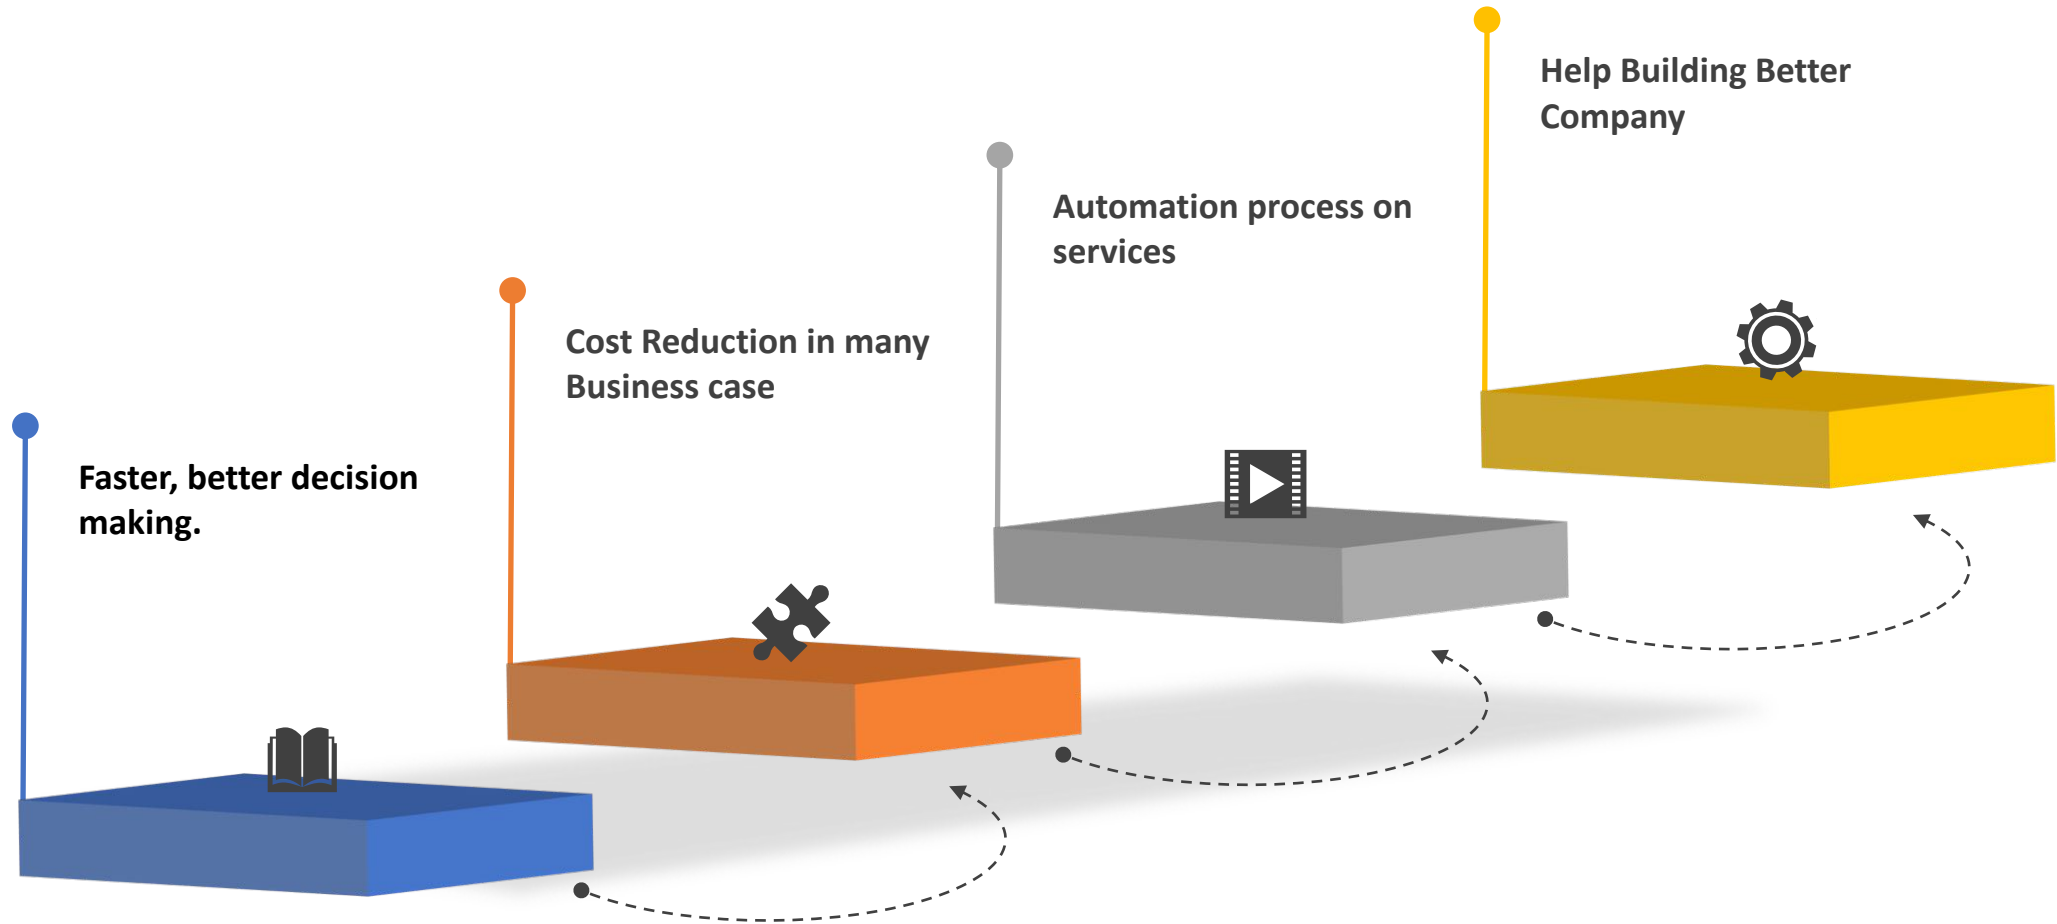 Help Building Better
Company
Automation process on
services
Cost Reduction in many
Business case
Faster, better decision
making.